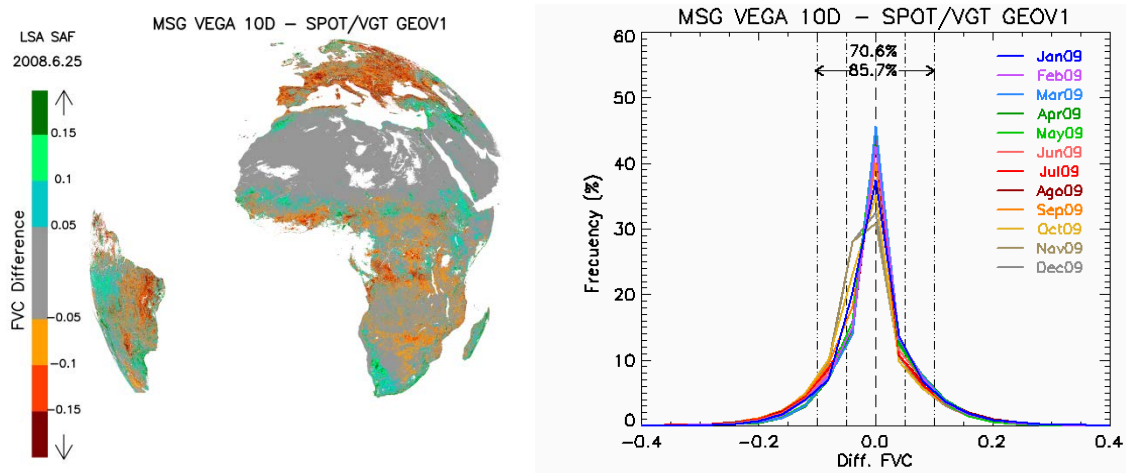 MSG VEGA 10D – SPOT/VGT GEOV1
LSA SAF
2008.6.25
FVC Difference
0.15
0.1
0.05
-0.05
-0.1
-0.15
MSG VEGA 10D – SPOT/VGT GEOV1
Frecuency (%)
60
50
40
30
20
10
0
70.6%
85.7%
Jan09
Feb09
Mar09
Apr09
May09
Jun09
Jul09
Ago09
Sep09
Oct09
Nav09
Dec09
-0.4
-0.2
0.0
0.2
0.4
Diff. FVC